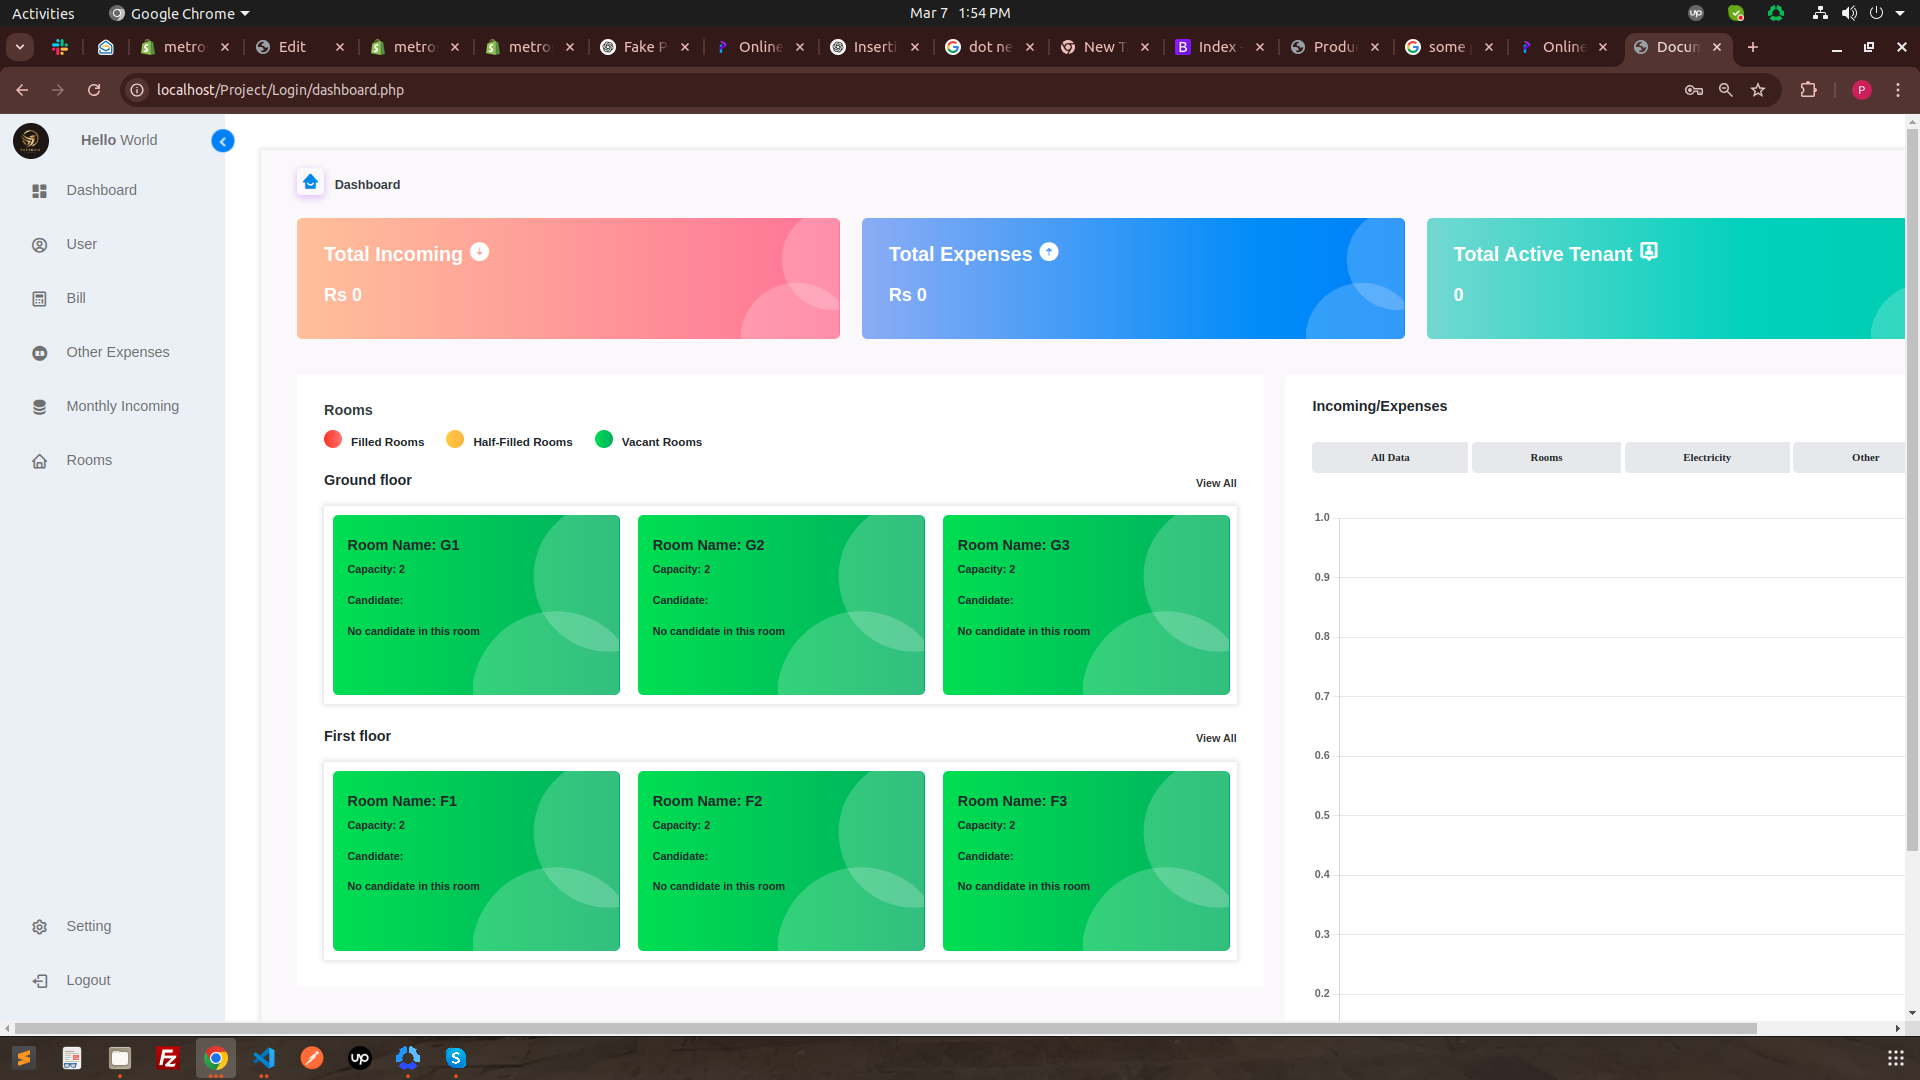 Activities
Google Chrome
Mar 7 1:54 PM
metro
Edit
metro
metro
Fake P
Online
Inserti
dot ne
New T
Index
Produ
some
Online
Docum
localhost/Project/Login/dashboard.php
P
Hello World
Dashboard
User
Bill
Other Expenses
Monthly Incoming
Rooms
Setting
Logout
Dashboard
Total Incoming
Rs 0
Total Expenses
Rs 0
Total Active Tenant
0
Rooms
Filled Rooms
Half-Filled Rooms
Vacant Rooms
Ground floor
View All
Room Name: G1
Capacity: 2
Candidate:
No candidate in this room
Room Name: G2
Capacity: 2
Candidate:
No candidate in this room
Room Name: G3
Capacity: 2
Candidate:
No candidate in this room
First floor
View All
Room Name: F1
Capacity: 2
Candidate:
No candidate in this room
Room Name: F2
Capacity: 2
Candidate:
No candidate in this room
Room Name: F3
Capacity: 2
Candidate:
No candidate in this room
Incoming/Expenses
All Data
Rooms
Electricity
Other
1.0
0.9
0.8
0.7
0.6
0.5
0.4
0.3
0.2